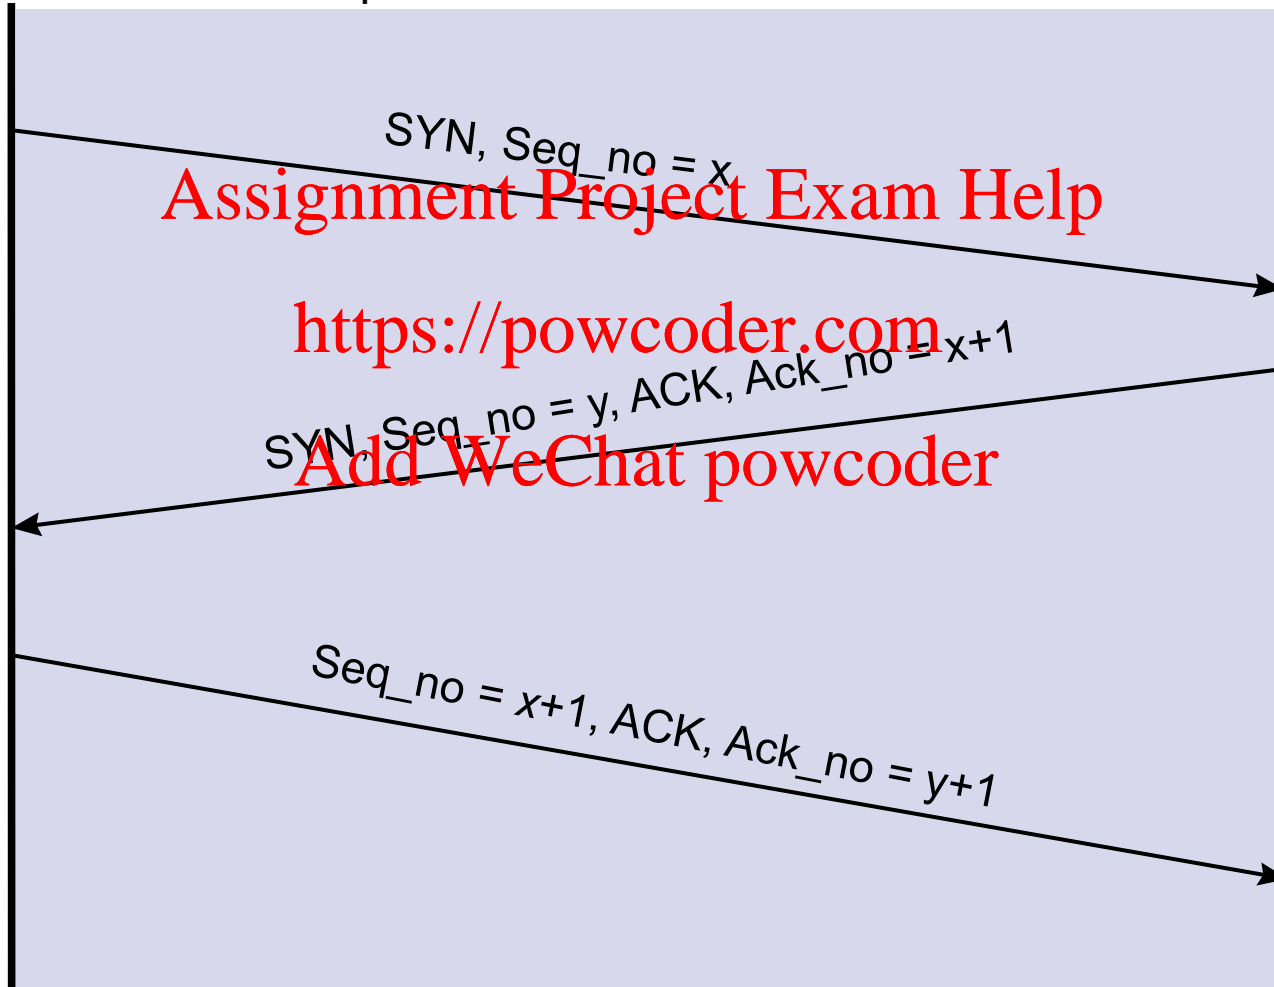 SYN, Seq_no = x
Assignment Project Exam Help
https://powcoder.com
SYN, Seq_no = y, ACK, Ack_no = x+1
Add WeChat powcoder
Seq_no = x+1, ACK, Ack_no = y+1